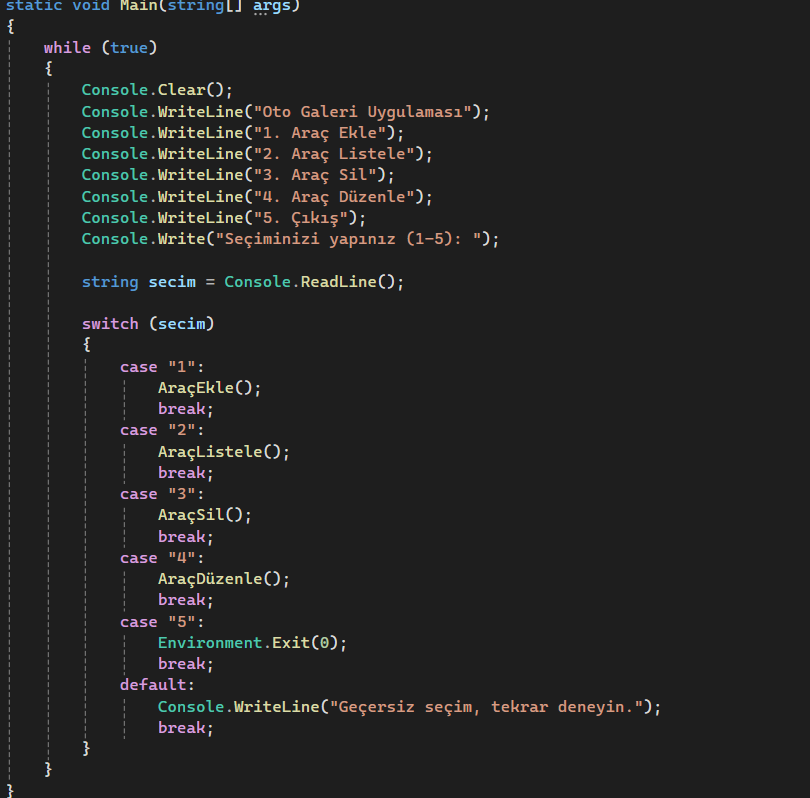 static void Main(string[] args)
{
    while (true)
    {
        Console.Clear();
        Console.WriteLine("Oto Galeri Uygulaması");
        Console.WriteLine("1. Araç Ekle");
        Console.WriteLine("2. Araç Listele");
        Console.WriteLine("3. Araç Sil");
        Console.WriteLine("4. Araç Düzenle");
        Console.WriteLine("5. Çıkış");
        Console.Write("Seçiminizi yapınız (1-5): ");

        string secim = Console.ReadLine();

        switch (secim)
        {
            case "1":
                AraçEkle();
                break;
            case "2":
                AraçListele();
                break;
            case "3":
                AraçSil();
                break;
            case "4":
                AraçDüzenle();
                break;
            case "5":
                Environment.Exit(0);
                break;
            default:
                Console.WriteLine("Geçersiz seçim, tekrar deneyin.");
                break;
        }
    }
}